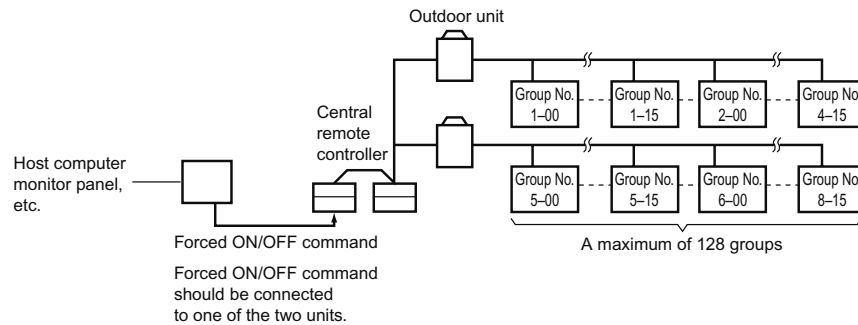 Outdoor unit
Group No.
1–00
Group No.
1–15
Group No.
2–00
Group No.
4–15
Central
remote
controller
Host computer
monitor panel,
etc.
Group No.
5–00
Group No.
5–15
Group No.
6–00
Group No.
8–15
Forced ON/OFF command
A maximum of 128 groups
Forced ON/OFF command
should be connected
to one of the two units.